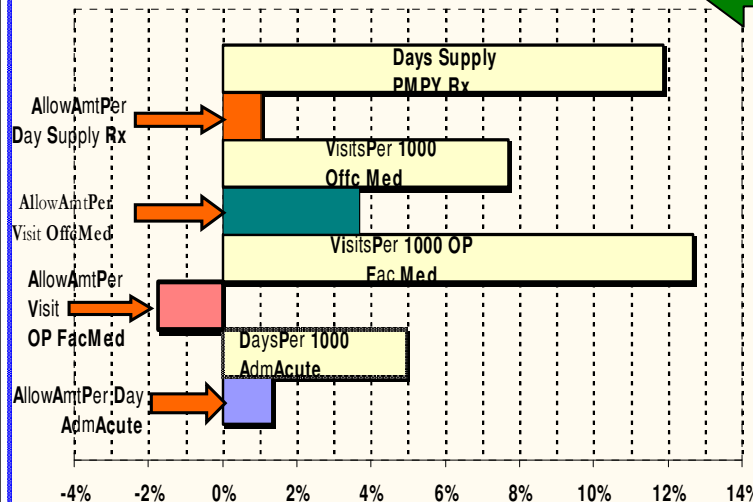 Days Supply
PMPY Rx
AllowAmtPer
Day Supply Rx
VisitsPer 1000
Offc Med
AllowAmtPer
Visit OffcMed
VisitsPer 1000 OP
Fac Med
AllowAmtPer
Visit
OP FacMed
DaysPer 1000
AdmAcute
AllowAmtPer Day
AdmAcute
-4% -2% 0% 2% 4% 6% 8% 10% 12% 14%